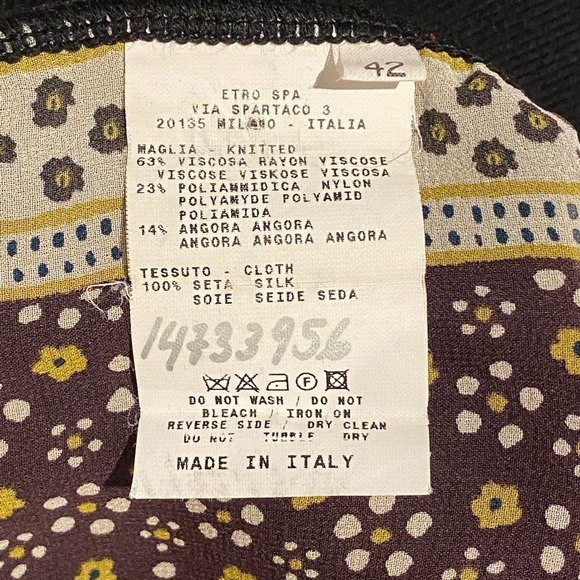 42
ETRO SPA
VIA SPARTACO 3
20135 MILANO - ITALIA
MAGLIA - KNITTED
63% VISCOSA RAYON VISCOSE
VISCOSE VISKOSE VISCOSA
23% POLIAMMIDICA NYLON
POLYAMYDE POLYAMID
POLIAMIDA
14% ANGORA ANGORA
ANGORA ANGORA ANGORA
TESSUTO - CLOTH
100% SETA SILK
SOIE SEIDE SEDA
14733956
DO NOT WASH / DO NOT
BLEACH / IRON ON
REVERSE SIDE / DRY CLEAN
DO NOT TUMBLE DRY
MADE IN ITALY